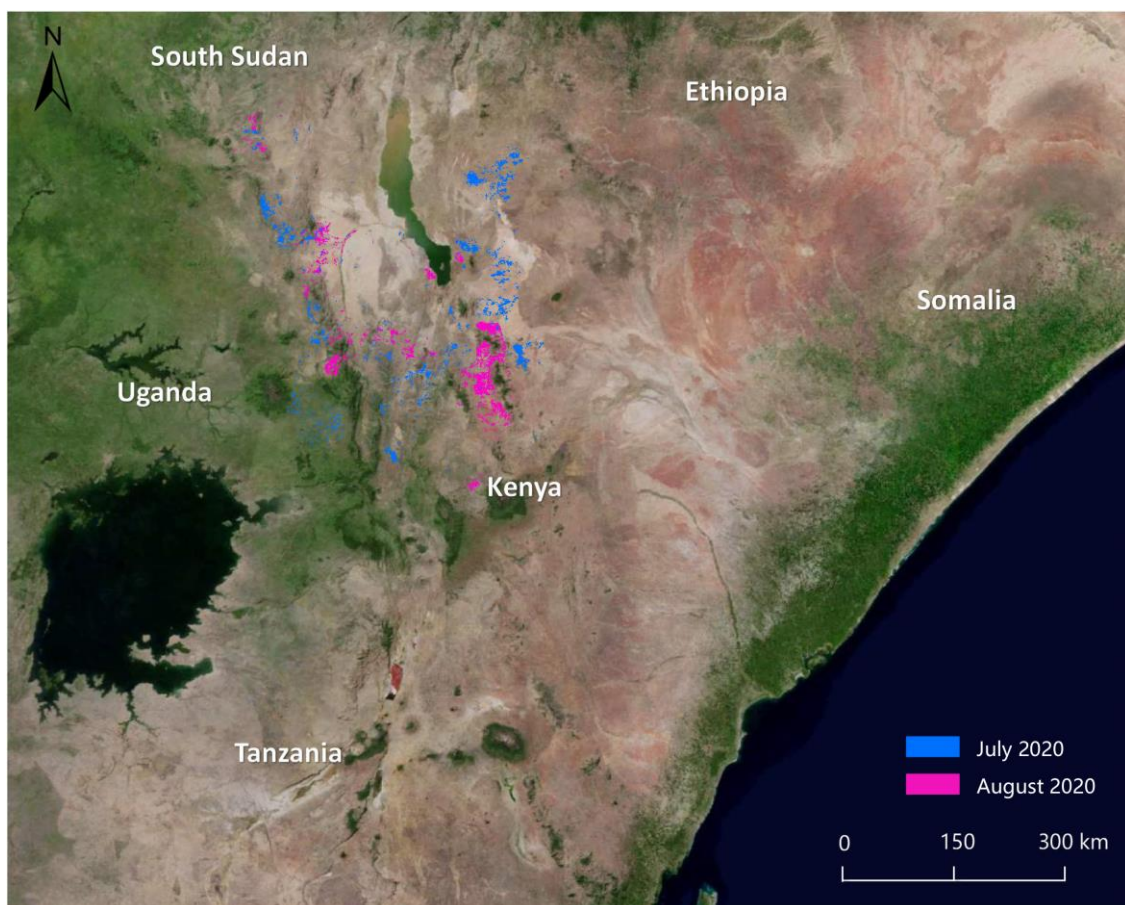 N
South Sudan
Ethiopia
Somalia
Uganda
Kenya
Tanzania
July 2020
August 2020
0 150 300 km